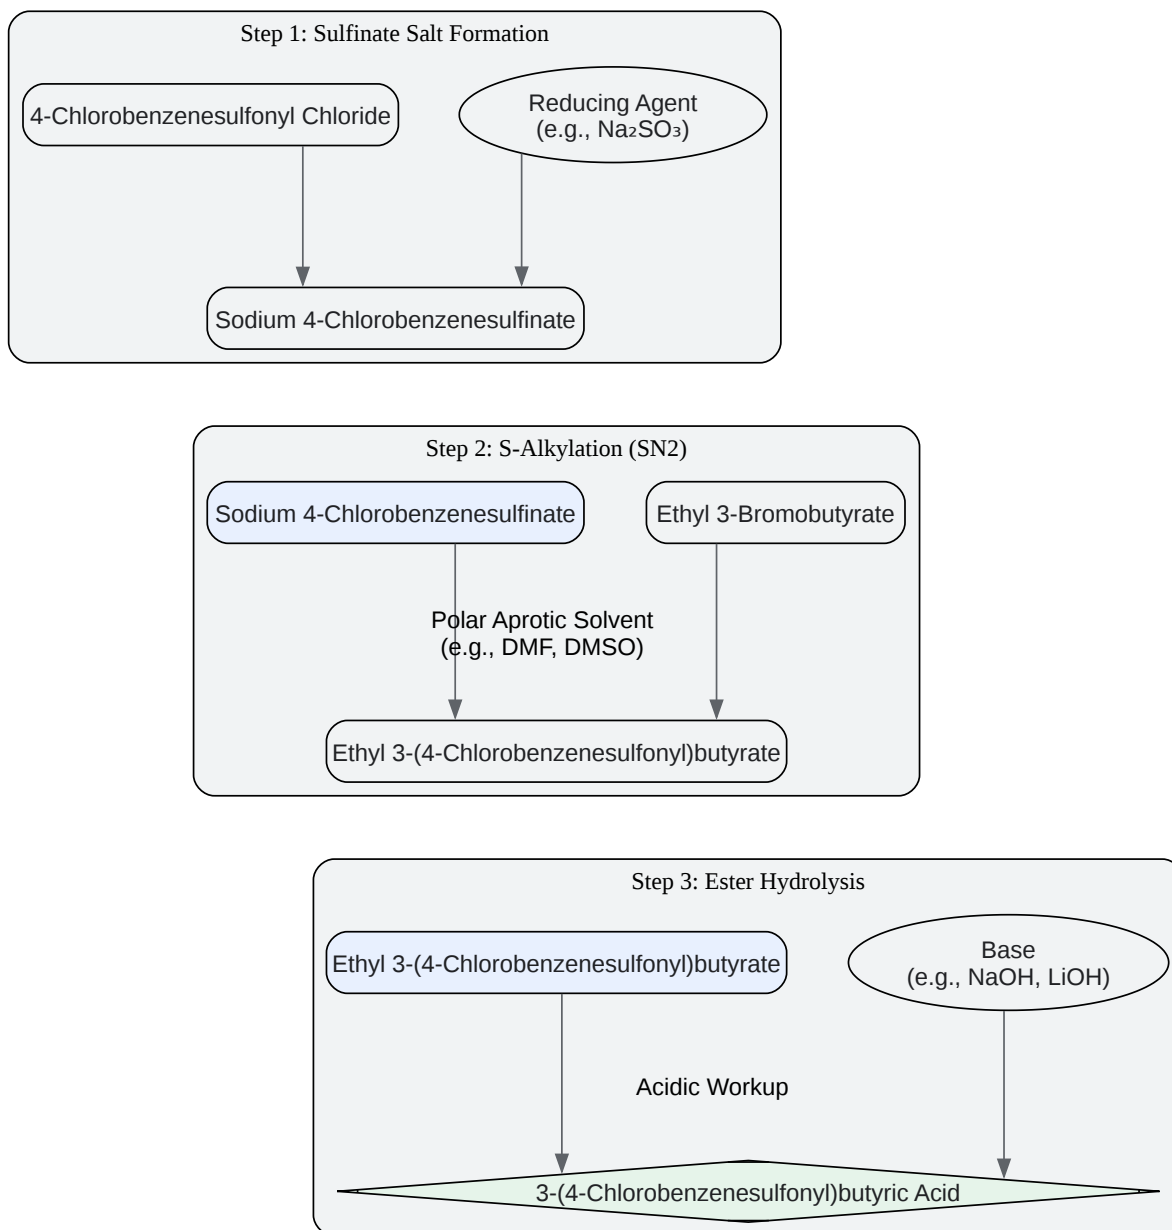 Step 1: Sulfinate Salt Formation
4-Chlorobenzenesulfonyl Chloride
Reducing Agent
(e.g., Na₂SO₃)
Sodium 4-Chlorobenzenesulfinate
Step 2: S-Alkylation (SN2)
Sodium 4-Chlorobenzenesulfinate
Ethyl 3-Bromobutyrate
Polar Aprotic Solvent
(e.g., DMF, DMSO)
Ethyl 3-(4-Chlorobenzenesulfonyl)butyrate
Step 3: Ester Hydrolysis
Ethyl 3-(4-Chlorobenzenesulfonyl)butyrate
Base
(e.g., NaOH, LiOH)
Acidic Workup
3-(4-Chlorobenzenesulfonyl)butyric Acid